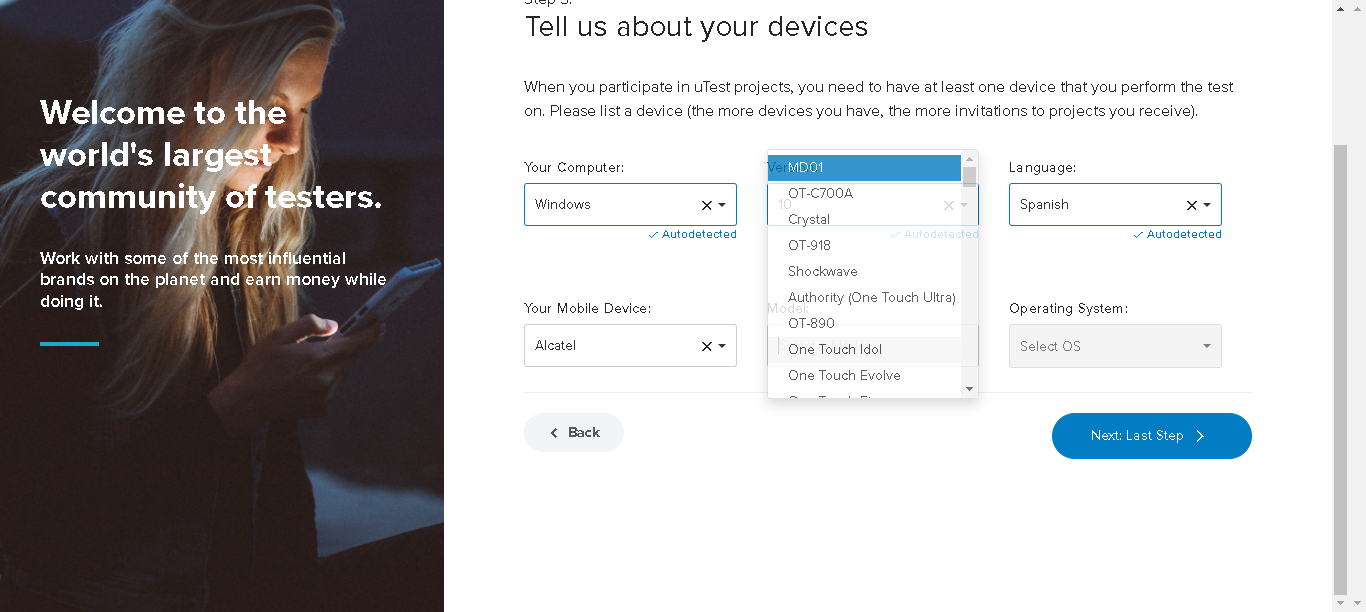 Welcome to the
world's largest
community of testers.
Work with some of the most influential
brands on the planet and earn money while
doing it.
Step 3:
Tell us about your devices
When you participate in uTest projects, you need to have at least one device that you perform the test
on. Please list a device (the more devices you have, the more invitations to projects you receive).
Your Computer:
Windows
Autodetected
10
Autodetected
Language:
Spanish
Autodetected
Your Mobile Device:
Alcatel
Model:
MD01
OT-C700A
Crystal
OT-918
Shockwave
Authority (One Touch Ultra)
OT-890
One Touch Idol
One Touch Evolve
One Touch
Operating System:
Select OS
Back
Next: Last Step